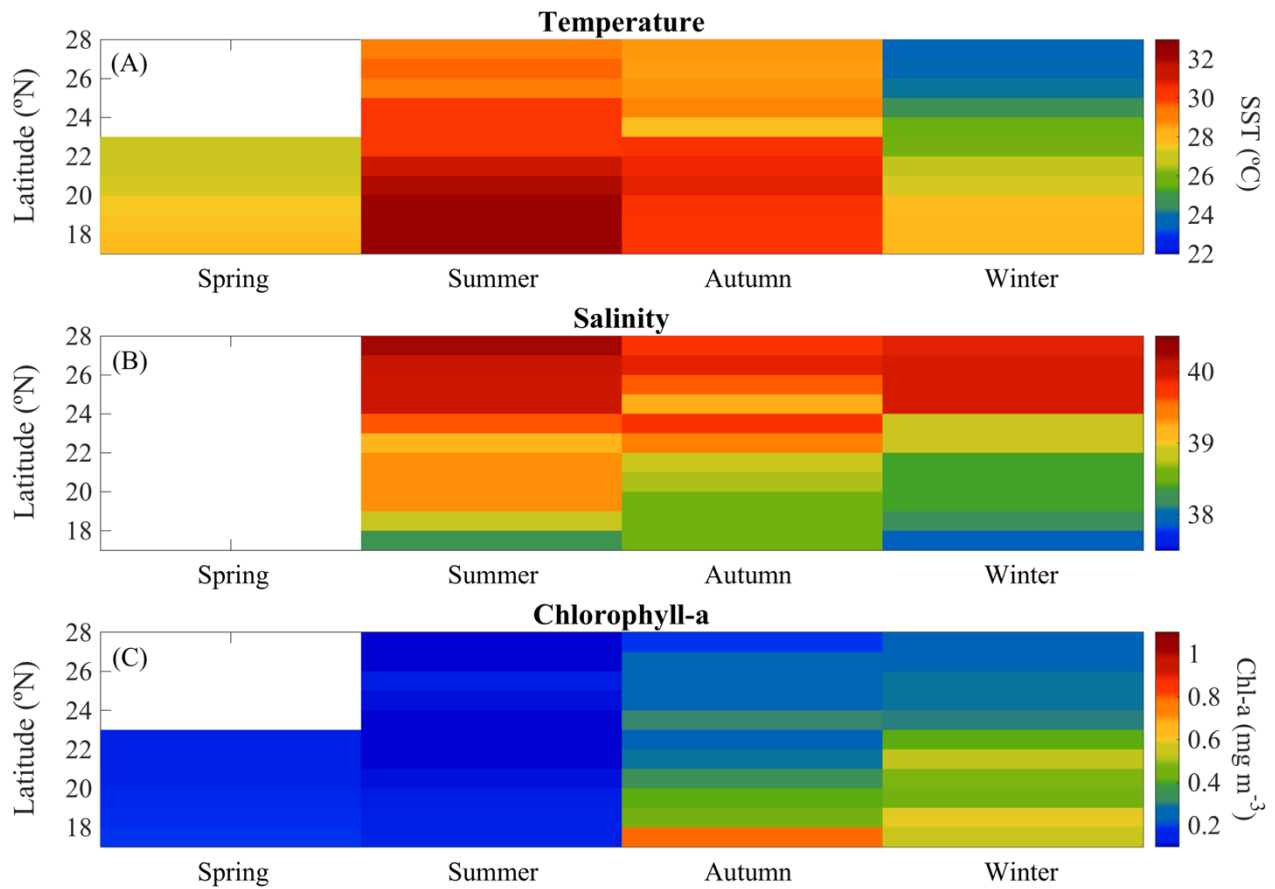 Temperature
(A)
28
26
24
22
20
18
Latitude (ºN)
Spring Summer Autumn Winter
32
30
28
26
24
22
SST (ºC)
Salinity
(B)
28
26
24
22
20
18
Latitude (ºN)
Spring Summer Autumn Winter
40
39
38
Chlorophyll-a
(C)
28
26
24
22
20
18
Latitude (ºN)
Spring Summer Autumn Winter
1
0.8
0.6
0.4
0.2
Chl-a (mg m⁻³)